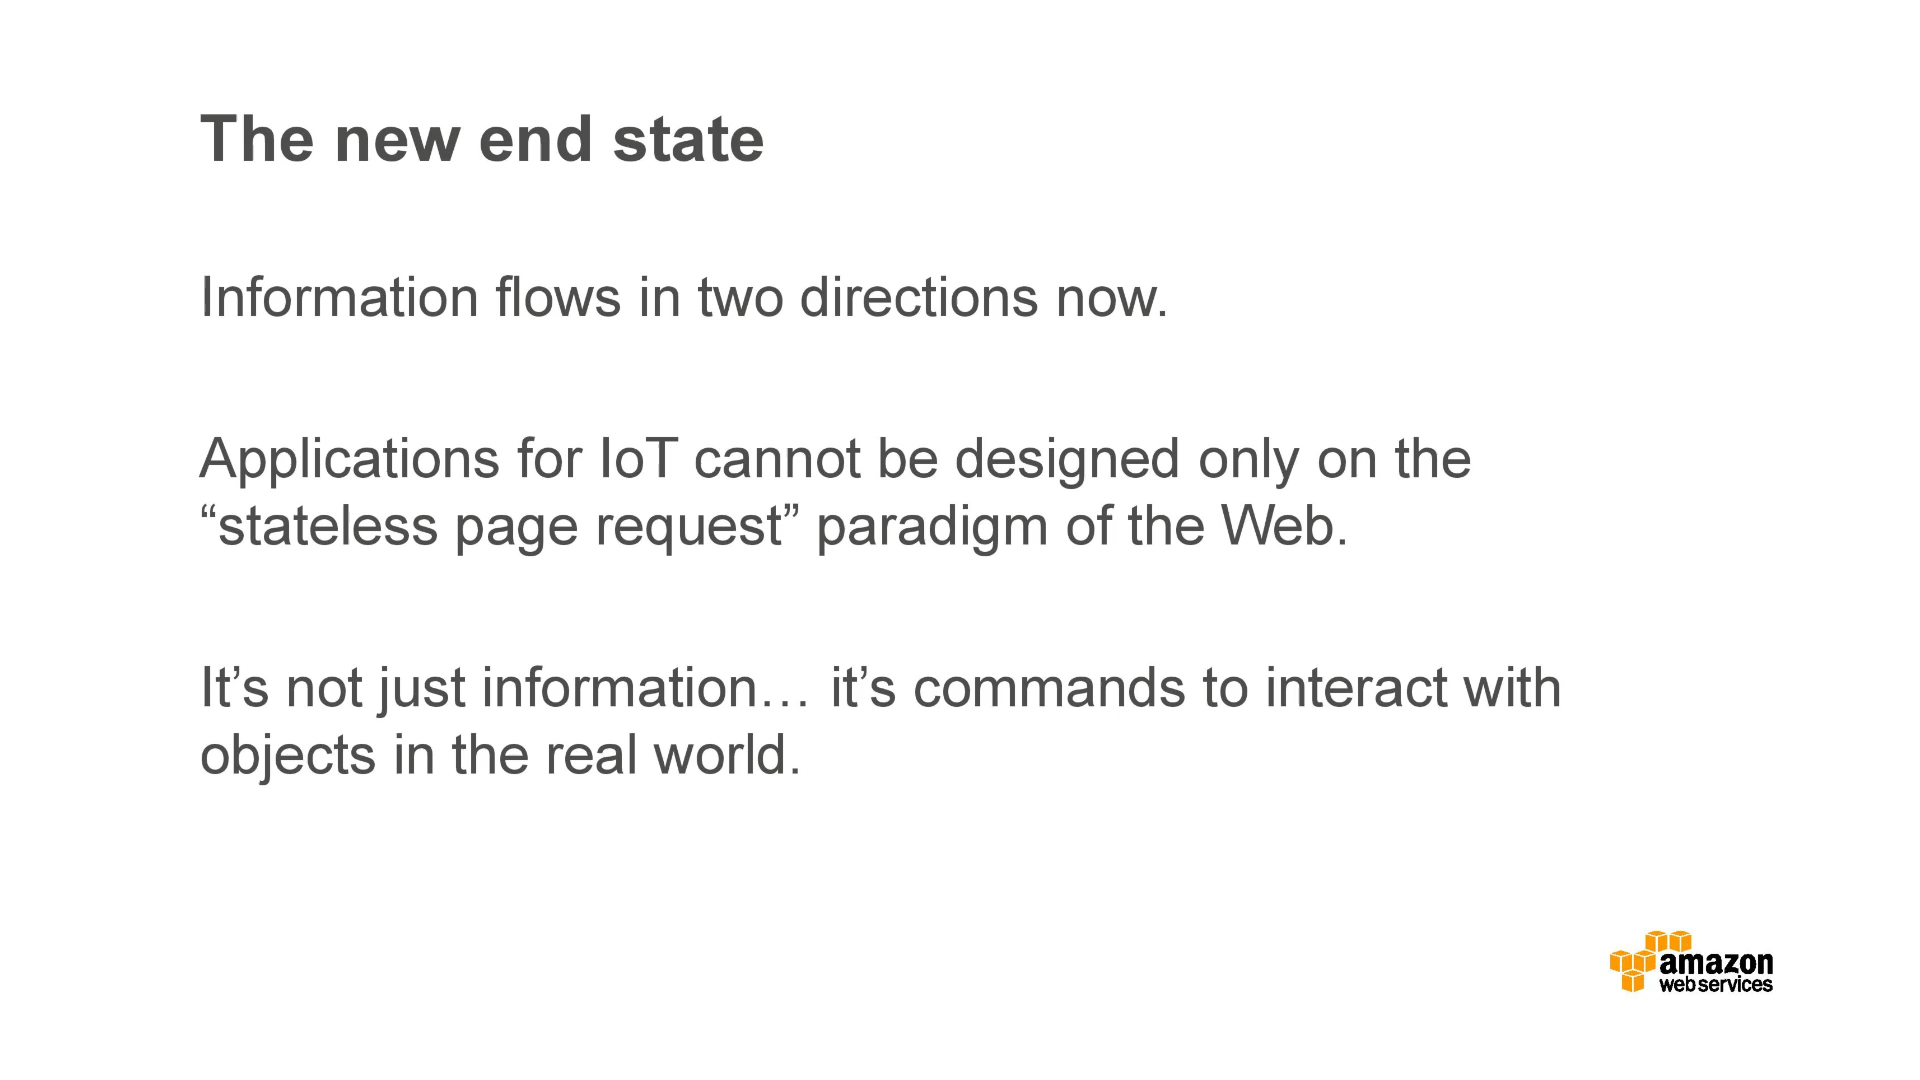 The new end state
Information flows in two directions now.
Applications for IoT cannot be designed only on the
“stateless page request” paradigm of the Web.
It’s not just information… it’s commands to interact with
objects in the real world.
amazon
web services